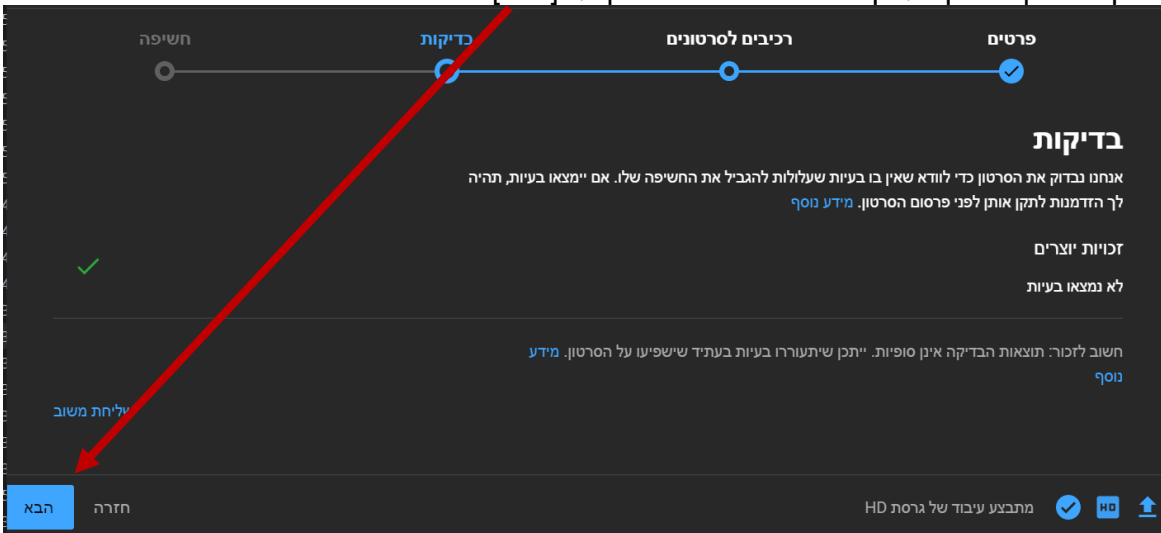 פרטים
רכיבים לסרטונים
בדיקות
חשיפה
בדיקות
אנחנו נבדוק את הסרטון כדי לוודא שאין בו בעיות שעלולות להגביל את החשיפה שלו. אם יימצאו בעיות, תהיה
לך הזדמנות לתקן אותן לפני פרסום הסרטון. מידע נוסף
זכויות יוצרים
לא נמצאו בעיות
חשוב לזכור: תוצאות הבדיקה אינן סופיות. ייתכן שיתעוררו בעיות בעתיד שישפיעו על הסרטון. מידע
נוסף
שליחת משוב
HD
מתבצע עיבוד של גרסת HD
חזרה
הבא